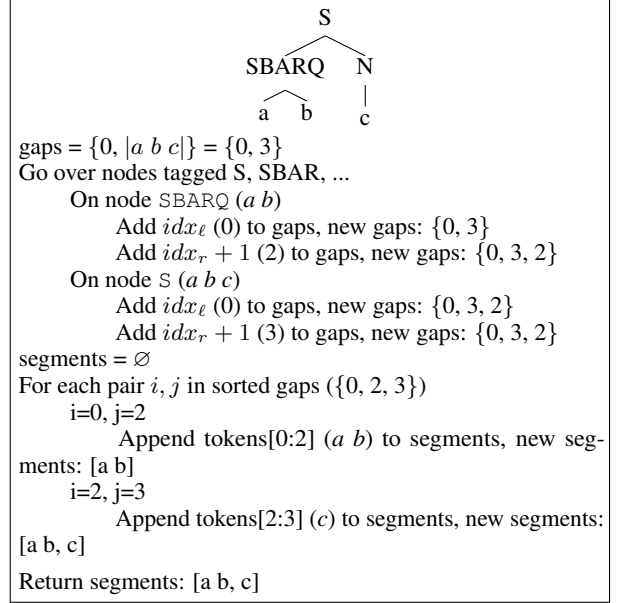 S
SBARQ N
a b c
gaps = {0, |a b c|} = {0, 3}
Go over nodes tagged S, SBAR, ...
On node SBARQ (a b)
Add idxℓ (0) to gaps, new gaps: {0, 3}
Add idxr + 1 (2) to gaps, new gaps: {0, 3, 2}
On node S (a b c)
Add idxℓ (0) to gaps, new gaps: {0, 3, 2}
Add idxr + 1 (3) to gaps, new gaps: {0, 3, 2}
segments = ∅
For each pair i, j in sorted gaps ({0, 2, 3})
i=0, j=2
Append tokens[0:2] (a b) to segments, new seg-
ments: [a b]
i=2, j=3
Append tokens[2:3] (c) to segments, new segments:
[a b, c]
Return segments: [a b, c]